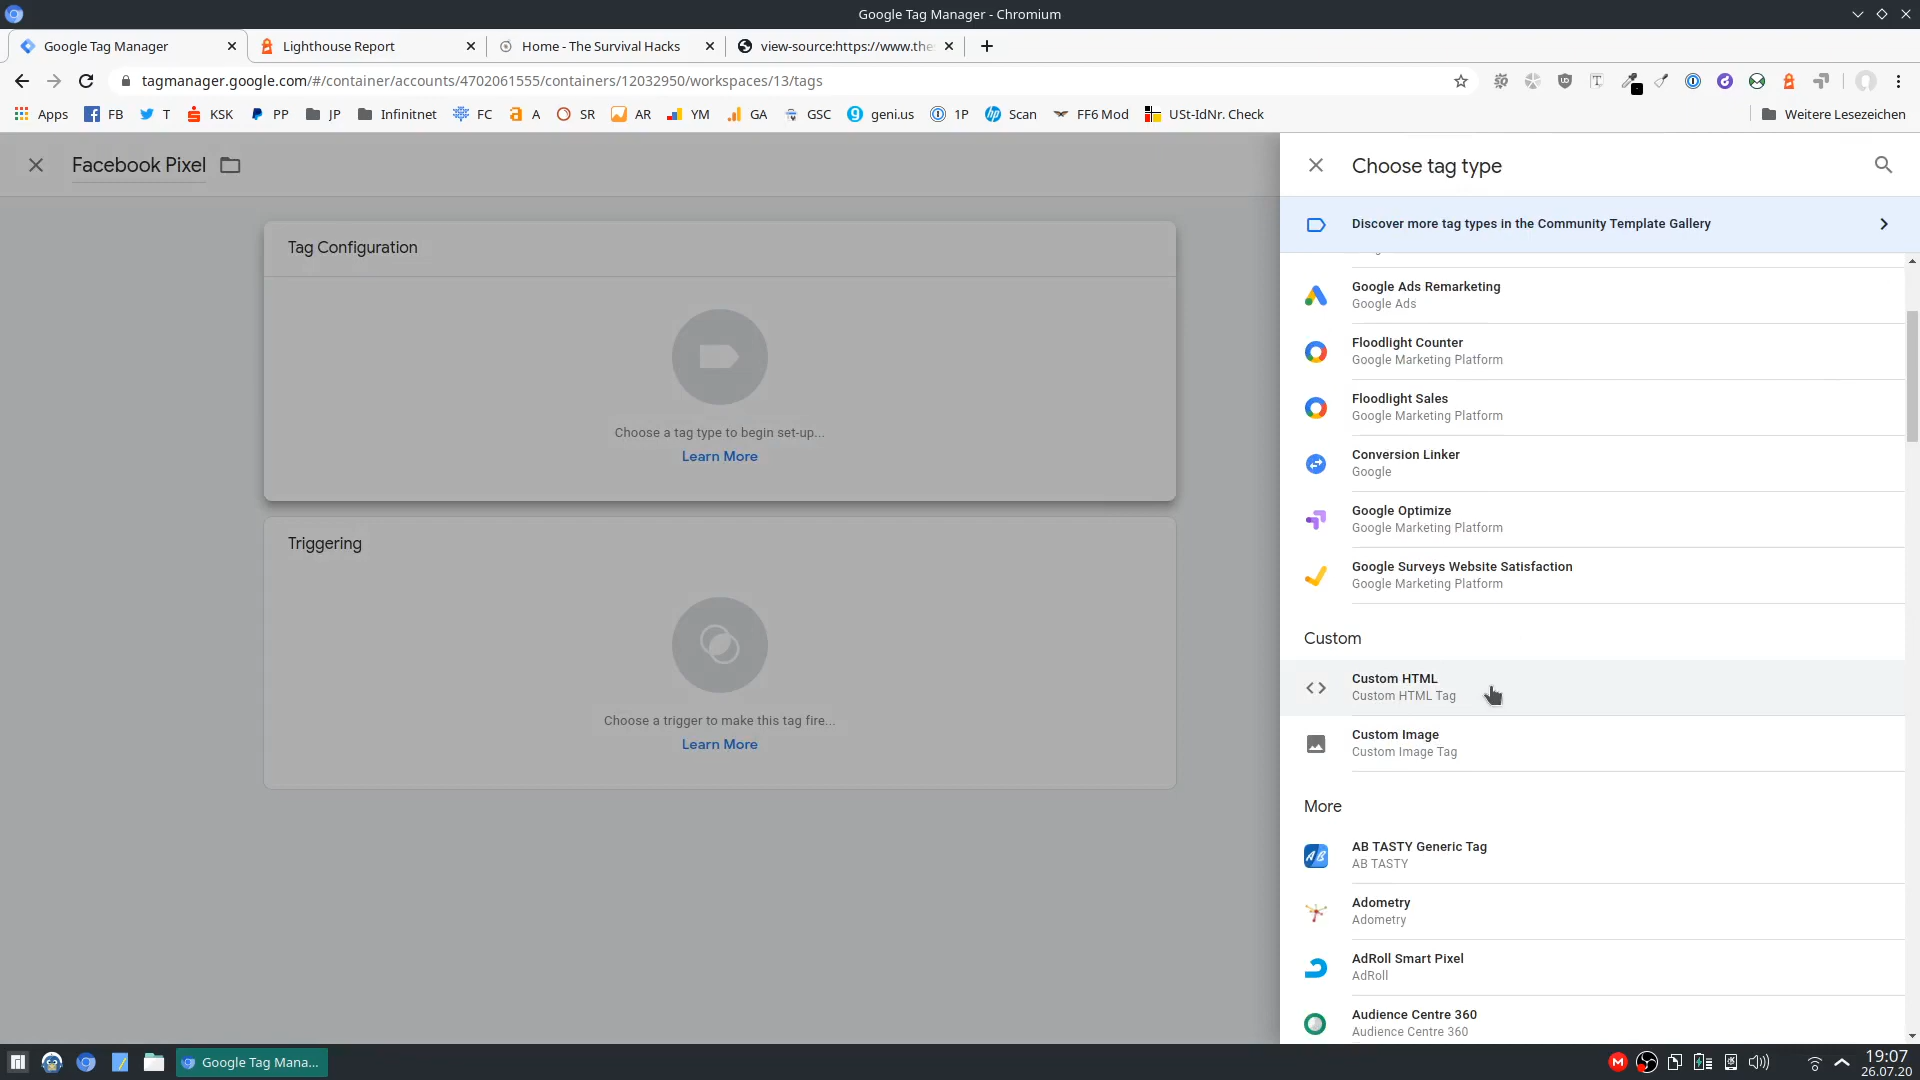 Google Tag Manager - Chromium
Google Tag Manager
Lighthouse Report
Home - The Survival Hacks
view-source:https://www.the
tagmanager.google.com/#/container/accounts/4702061555/containers/12032950/workspaces/13/tags
Apps FB T KSK PP JP Infinitnet FC A SR AR YM GA GSC geni.us 1P Scan FF6 Mod USt-IdNr. Check Weitere Lesezeichen
Facebook Pixel
Choose tag type
Discover more tag types in the Community Template Gallery
Tag Configuration
Choose a tag type to begin set-up...
Learn More
Triggering
Choose a trigger to make this tag fire...
Learn More
Google Ads Remarketing
Google Ads
Floodlight Counter
Google Marketing Platform
Floodlight Sales
Google Marketing Platform
Conversion Linker
Google
Google Optimize
Google Marketing Platform
Google Surveys Website Satisfaction
Google Marketing Platform
Custom
Custom HTML
Custom HTML Tag
Custom Image
Custom Image Tag
More
AB TASTY Generic Tag
AB TASTY
Adometry
Adometry
AdRoll Smart Pixel
AdRoll
Audience Centre 360
Audience Centre 360
Google Tag Mana...
19:07
26.07.20